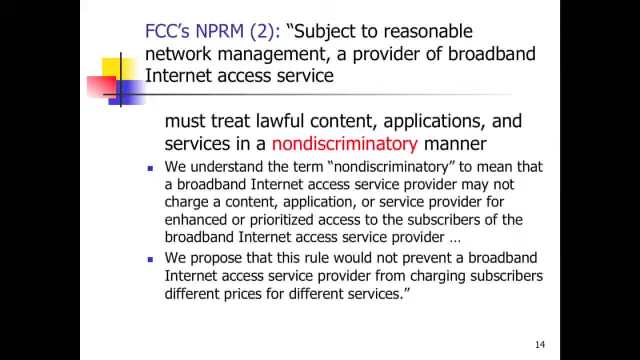 FCC's NPRM (2): “Subject to reasonable
network management, a provider of broadband
Internet access service
must treat lawful content, applications, and
services in a nondiscriminatory manner
We understand the term “nondiscriminatory” to mean that
a broadband Internet access service provider may not
charge a content, application, or service provider for
enhanced or prioritized access to the subscribers of the
broadband Internet access service provider …
We propose that this rule would not prevent a broadband
Internet access service provider from charging subscribers
different prices for different services.”
14